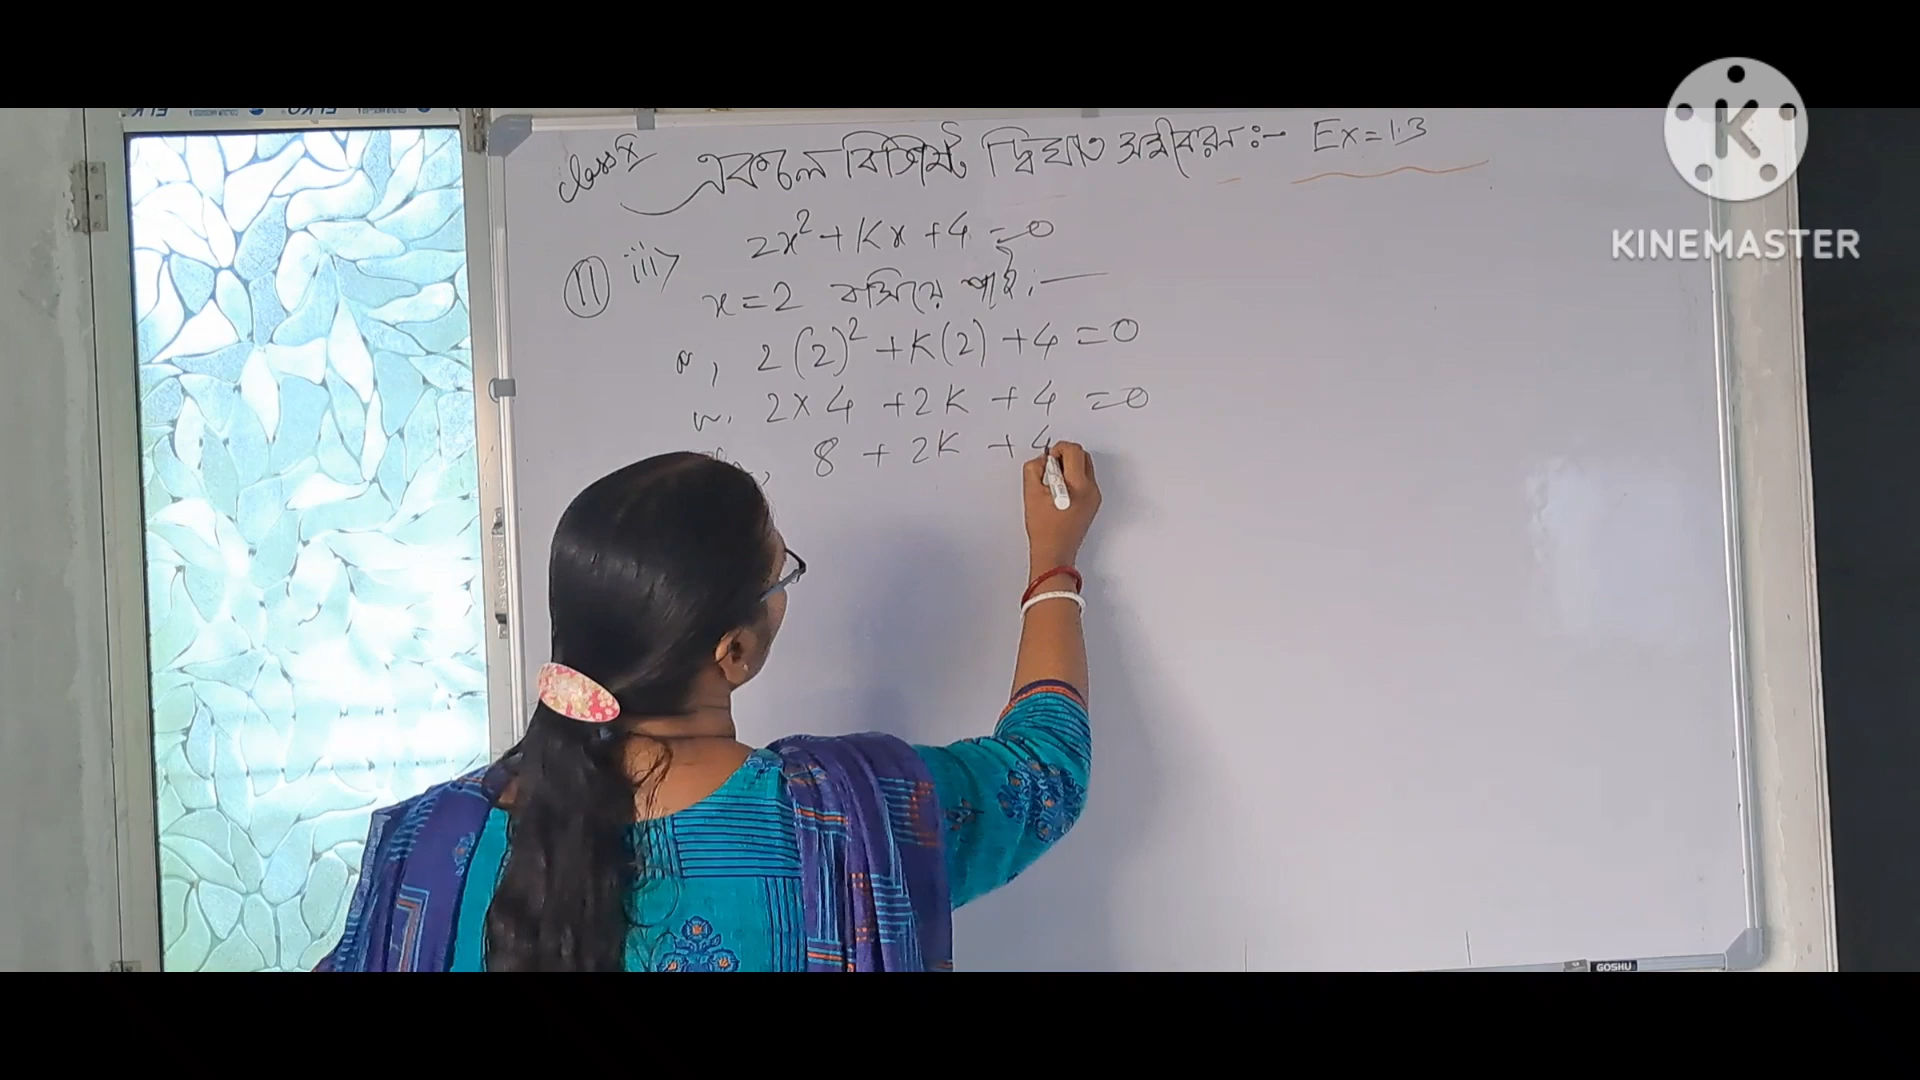 class X একচল বিশিষ্ট দ্বিঘাত সমীকরণ :- Ex = 1.3
11 iii> 2x² + Kx + 4 = 0
x = 2 বসিয়ে পাই :—
2(2)² + K(2) + 4 = 0
2 × 4 + 2K + 4 = 0
8 + 2K + 4
KINEMASTER
GOSHU